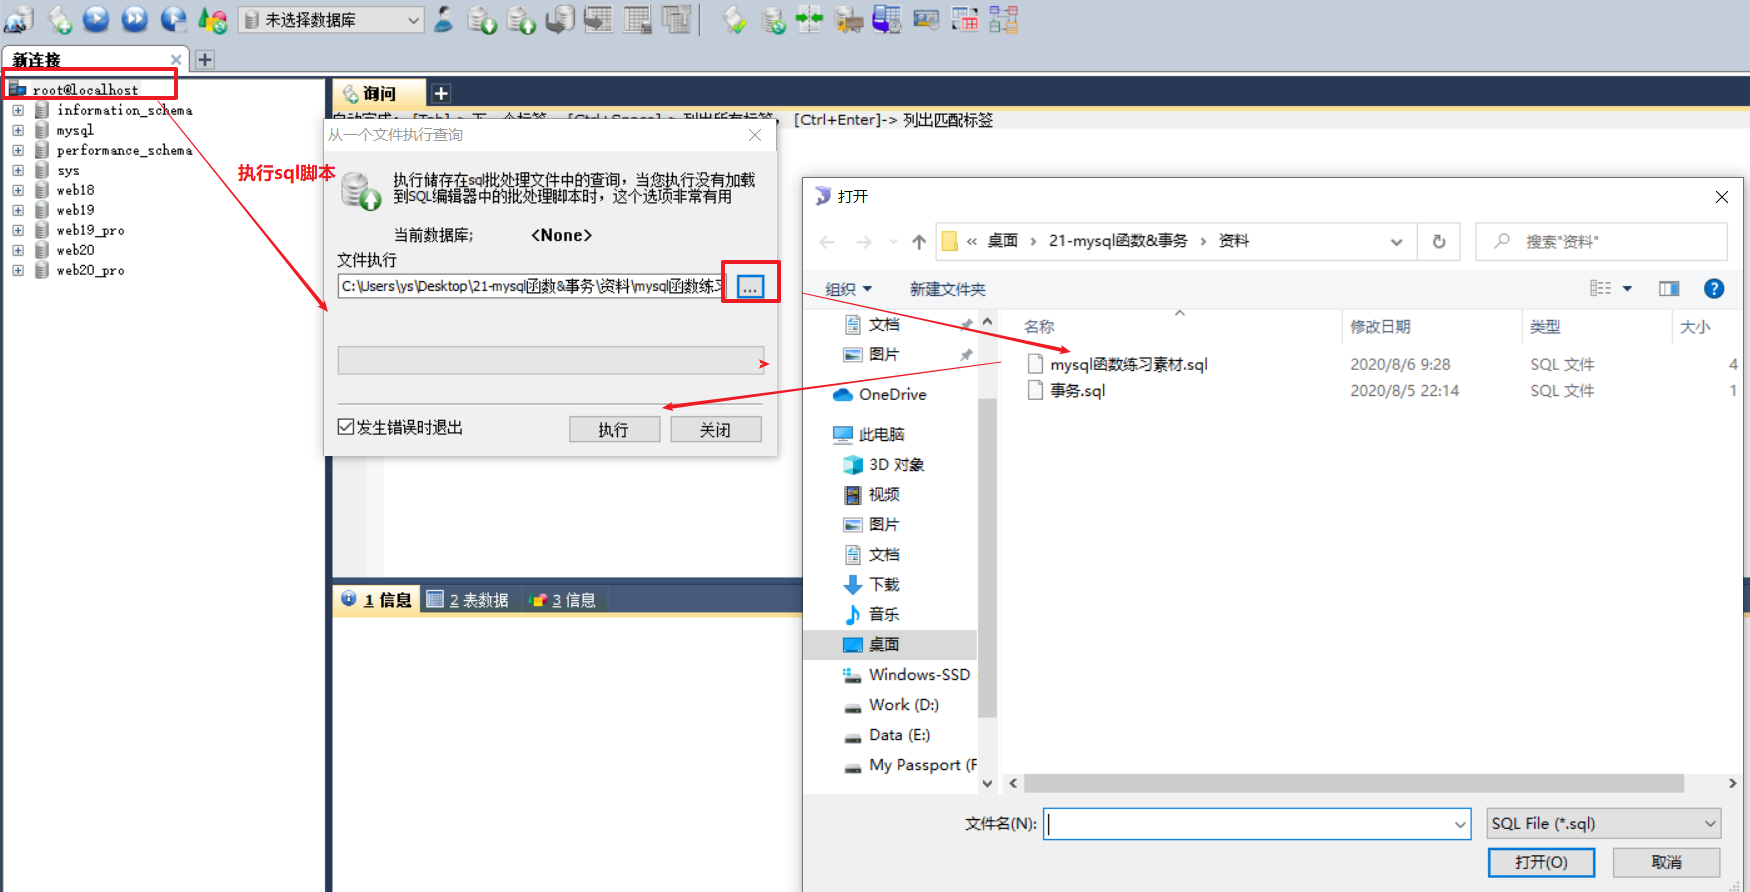 未选择数据库
新连接
root@localhost
information_schema
mysql
performance_schema
sys
web18
web19
web19_pro
web20
web20_pro
执行sql脚本
询问
[Ctrl+Enter]-> 列出匹配标签
从一个文件执行查询
执行储存在sql批处理文件中的查询，当您执行没有加载
到SQL编辑器中的批处理脚本时，这个选项非常有用
当前数据库; <None>
文件执行
C:\Users\ys\Desktop\21-mysql函数&事务\资料\mysql函数练习
...
发生错误时退出
执行
关闭
1 信息
2 表数据
3 信息
打开
« 桌面 › 21-mysql函数&事务 › 资料
搜索"资料"
组织
新建文件夹
文档
图片
OneDrive
此电脑
3D 对象
视频
图片
文档
下载
音乐
桌面
Windows-SSD
Work (D:)
Data (E:)
My Passport (F
名称 修改日期 类型 大小
mysql函数练习素材.sql 2020/8/6 9:28 SQL 文件 4
事务.sql 2020/8/5 22:14 SQL 文件 1
文件名(N):
SQL File (*.sql)
打开(O)
取消